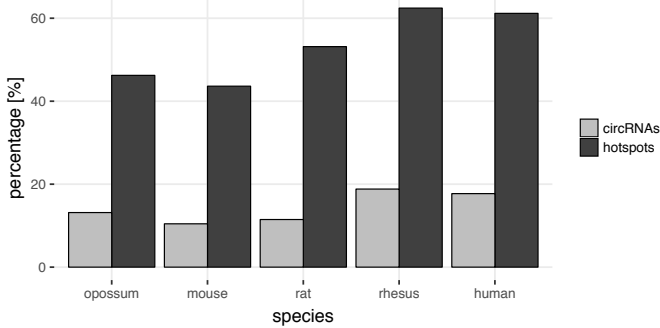 percentage [%]
60
40
20
0
opossum mouse rat rhesus human
species
circRNAs
hotspots